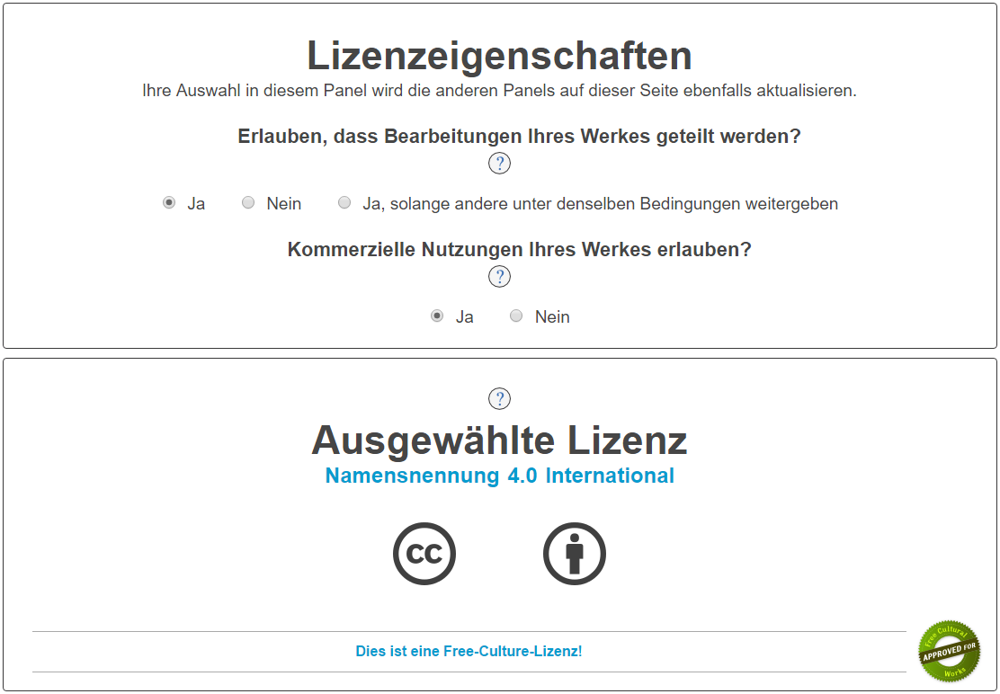 Lizenzeigenschaften
Ihre Auswahl in diesem Panel wird die anderen Panels auf dieser Seite ebenfalls aktualisieren.
Erlauben, dass Bearbeitungen Ihres Werkes geteilt werden?
?
Ja Nein Ja, solange andere unter denselben Bedingungen weitergeben
Kommerzielle Nutzungen Ihres Werkes erlauben?
?
Ja Nein
?
Ausgewählte Lizenz
Namensnennung 4.0 International
cc
Dies ist eine Free-Culture-Lizenz!
Free Cultural
APPROVED FOR
Works